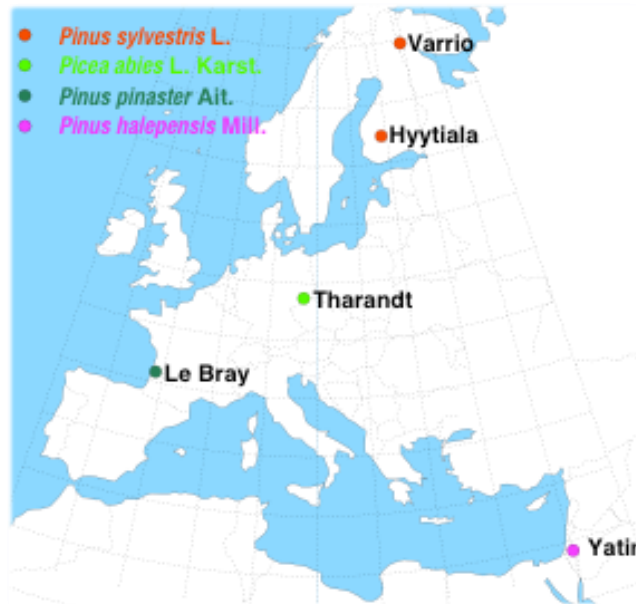 Pinus sylvestris L.
Picea abies L. Karst.
Pinus pinaster Ait.
Pinus halepensis Mill.
Varrio
Hyytiala
Tharandt
Le Bray
Yatir